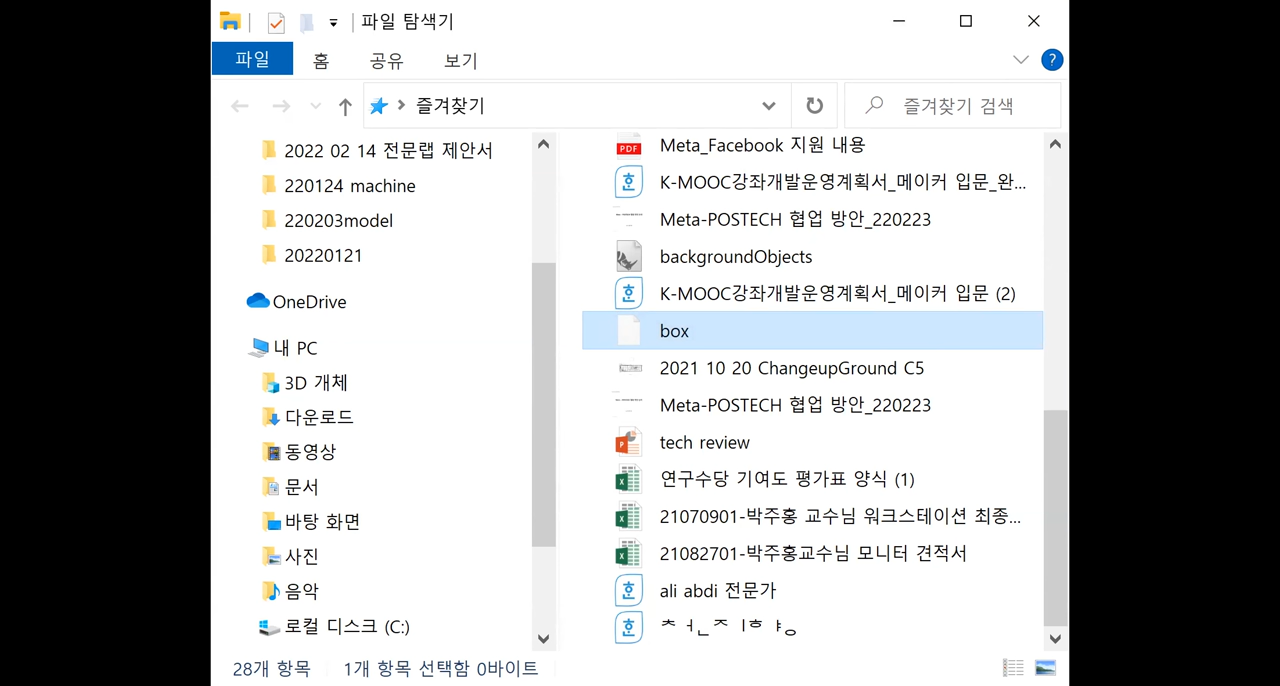 파일 탐색기
파일 홈 공유 보기 ?
즐겨찾기 즐겨찾기 검색
2022 02 14 전문랩 제안서
220124 machine
220203model
20220121
OneDrive
내 PC
3D 개체
다운로드
동영상
문서
바탕 화면
사진
음악
로컬 디스크 (C:)
PDF Meta_Facebook 지원 내용
K-MOOC강좌개발운영계획서_메이커 입문_완...
Meta-POSTECH 협업 방안_220223
backgroundObjects
K-MOOC강좌개발운영계획서_메이커 입문 (2)
box
2021 10 20 ChangeupGround C5
Meta-POSTECH 협업 방안_220223
tech review
연구수당 기여도 평가표 양식 (1)
21070901-박주홍 교수님 워크스테이션 최종...
21082701-박주홍교수님 모니터 견적서
ali abdi 전문가
28개 항목 1개 항목 선택함 0바이트